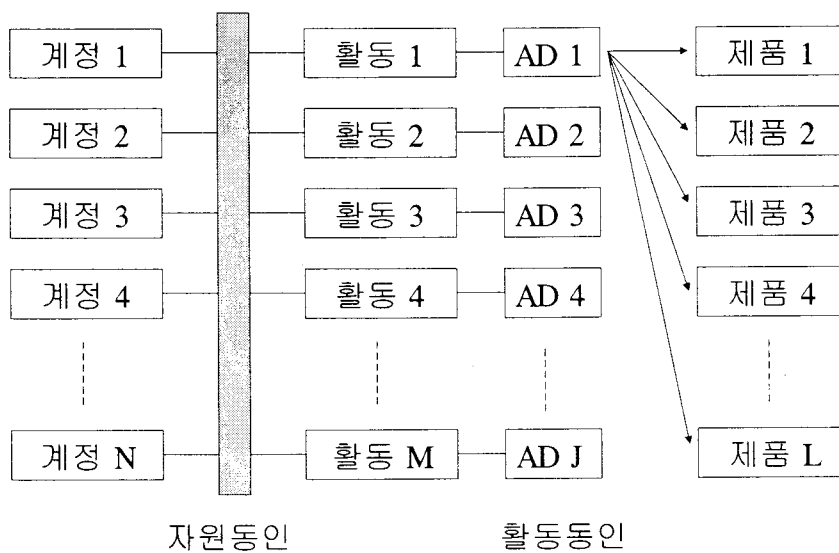 계정 1 활동 1 AD 1 제품 1
계정 2 활동 2 AD 2 제품 2
계정 3 활동 3 AD 3 제품 3
계정 4 활동 4 AD 4 제품 4
계정 N 활동 M AD J 제품 L
자원동인 활동동인